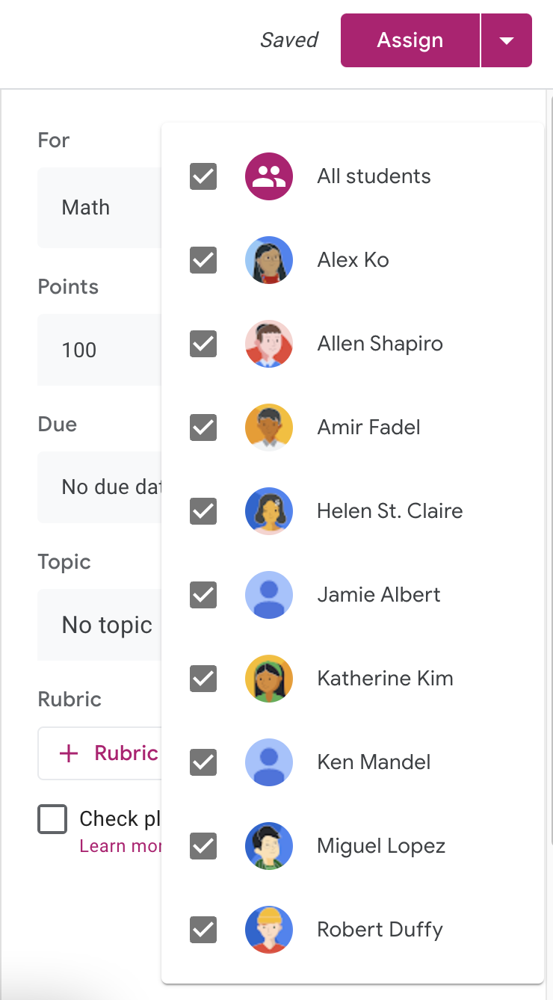 Saved
Assign
For
Math
Points
100
Due
No due dat
Topic
No topic
Rubric
Rubric
Check pl
Learn mor
All students
Alex Ko
Allen Shapiro
Amir Fadel
Helen St. Claire
Jamie Albert
Katherine Kim
Ken Mandel
Miguel Lopez
Robert Duffy